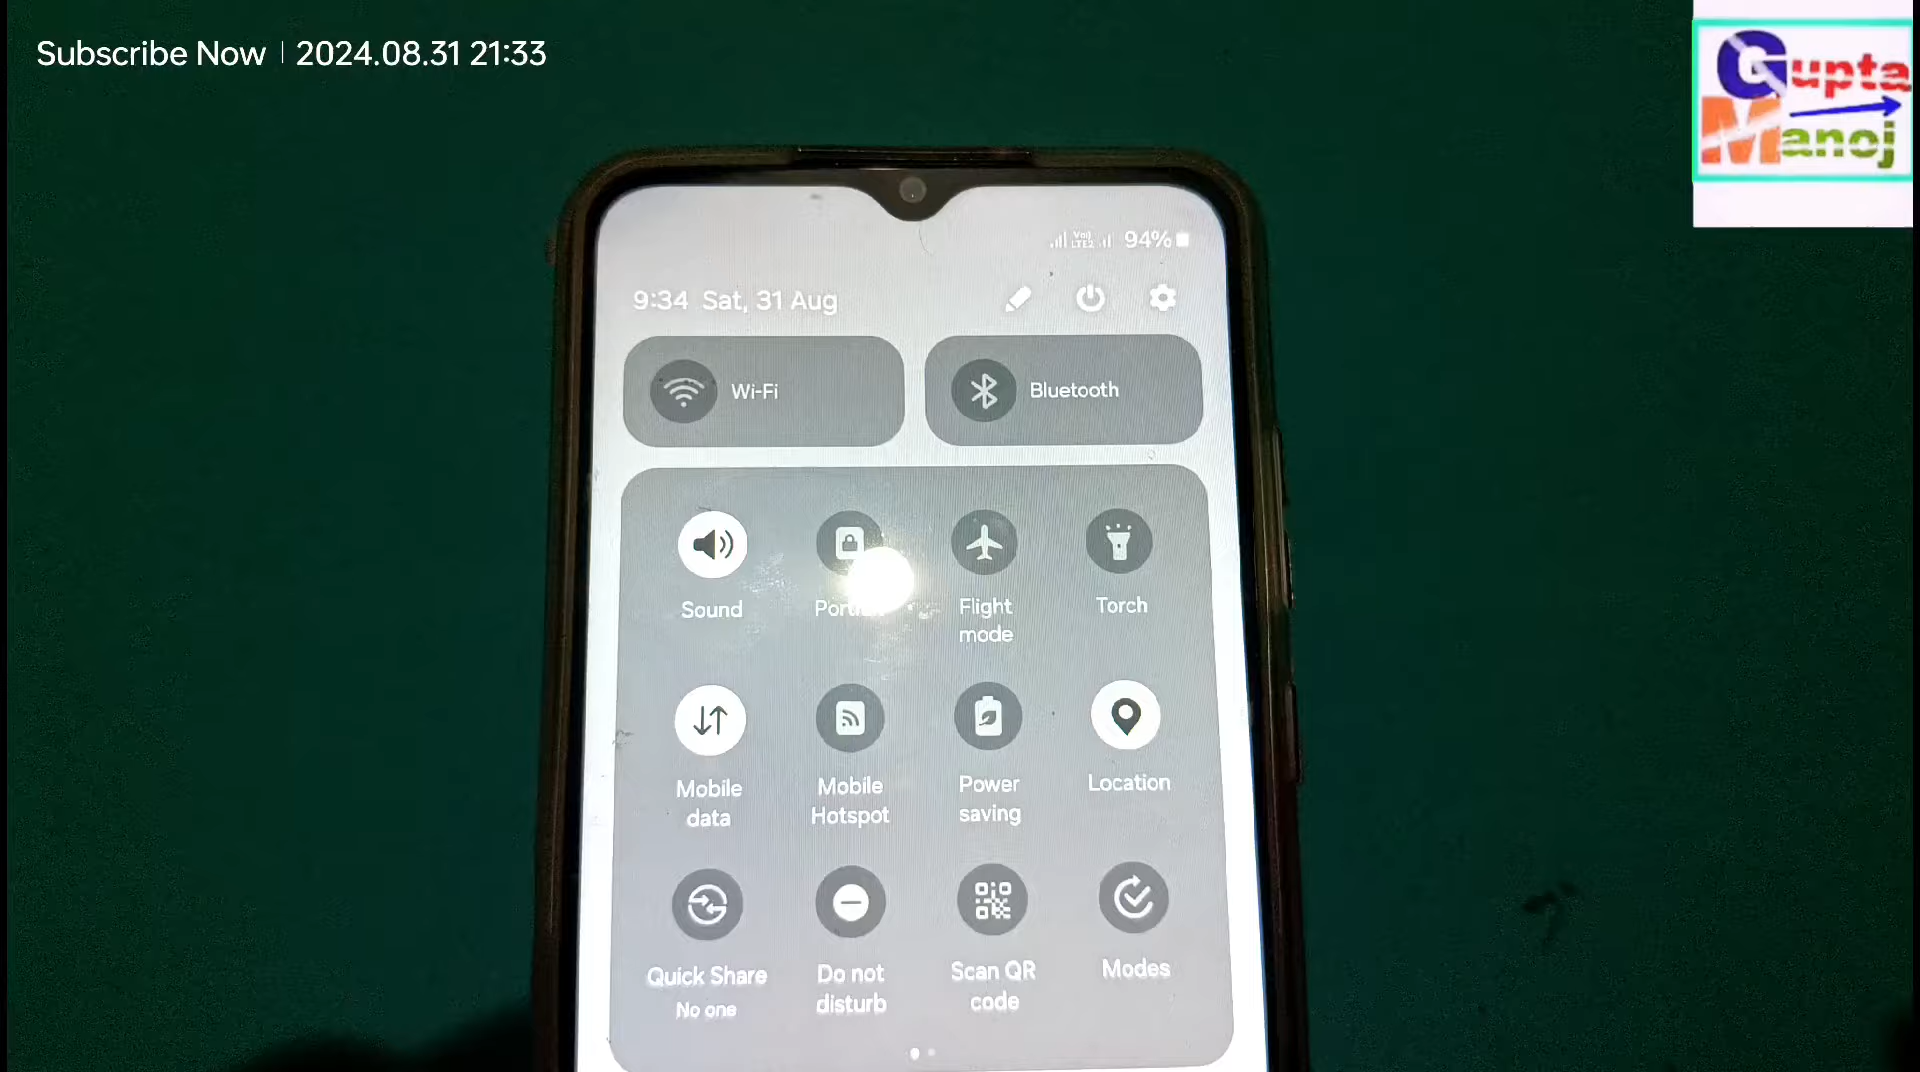 Subscribe Now | 2024.08.31 21:33
Gupta
Manoj
94%
9:34 Sat, 31 Aug
Wi-Fi
Bluetooth
Sound
Flight
mode
Torch
Mobile
data
Mobile
Hotspot
Power
saving
Location
Quick Share
No one
Do not
disturb
Scan QR
code
Modes